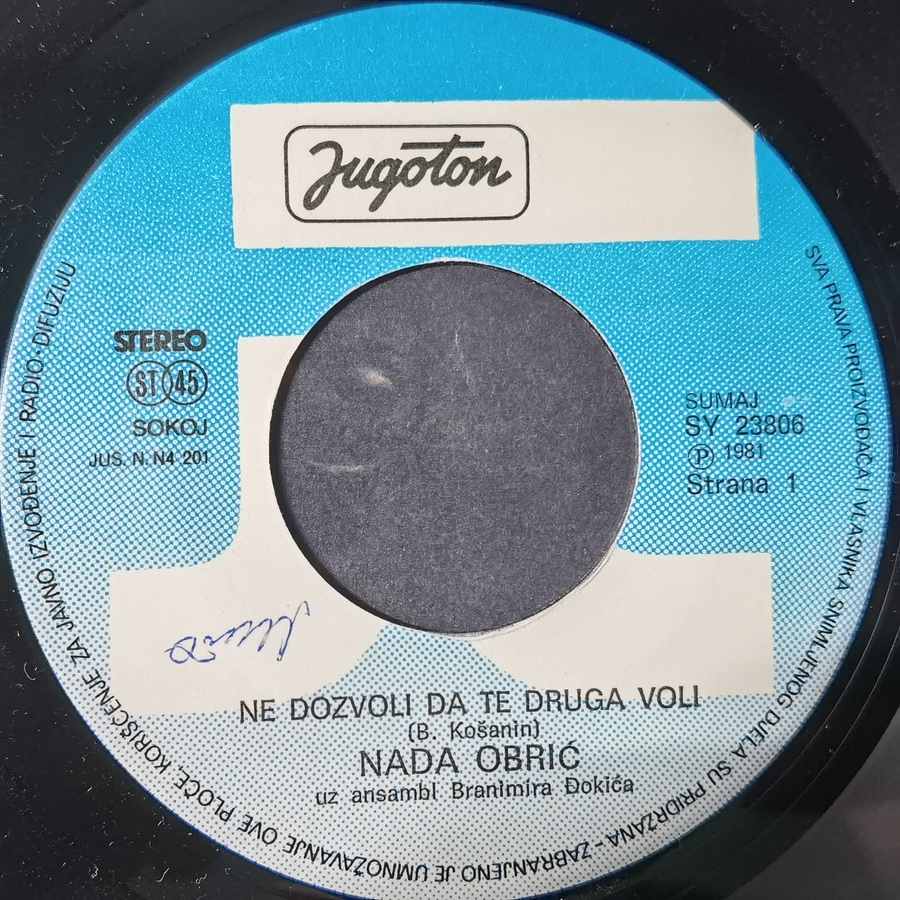 Jugoton
STEREO
ST 45
SOKOJ
JUS. N. N4 201
SUMAJ
SY 23806
Ⓟ 1981
Strana 1
NE DOZVOLI DA TE DRUGA VOLI
(B. Košanin)
NADA OBRIĆ
uz ansambl Branimira Đokića
SVA PRAVA PROIZVOĐAČA I VLASNIKA SNIMLJENOG DJELA SU PRIDRŽANA - ZABRANJENO JE UMNOŽAVANJE OVE PLOČE, KORIŠĆENJE ZA JAVNO IZVOĐENJE I RADIO-DIFUZIJU